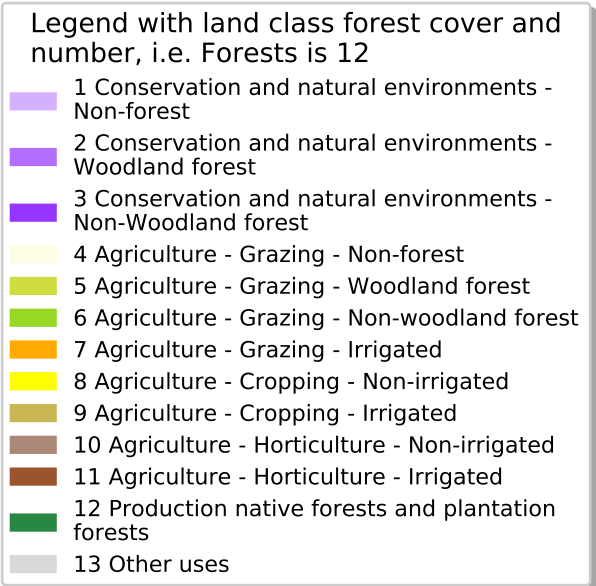 Legend with land class forest cover and
number, i.e. Forests is 12
1 Conservation and natural environments -
Non-forest
2 Conservation and natural environments -
Woodland forest
3 Conservation and natural environments -
Non-Woodland forest
4 Agriculture - Grazing - Non-forest
5 Agriculture - Grazing - Woodland forest
6 Agriculture - Grazing - Non-woodland forest
7 Agriculture - Grazing - Irrigated
8 Agriculture - Cropping - Non-irrigated
9 Agriculture - Cropping - Irrigated
10 Agriculture - Horticulture - Non-irrigated
11 Agriculture - Horticulture - Irrigated
12 Production native forests and plantation
forests
13 Other uses